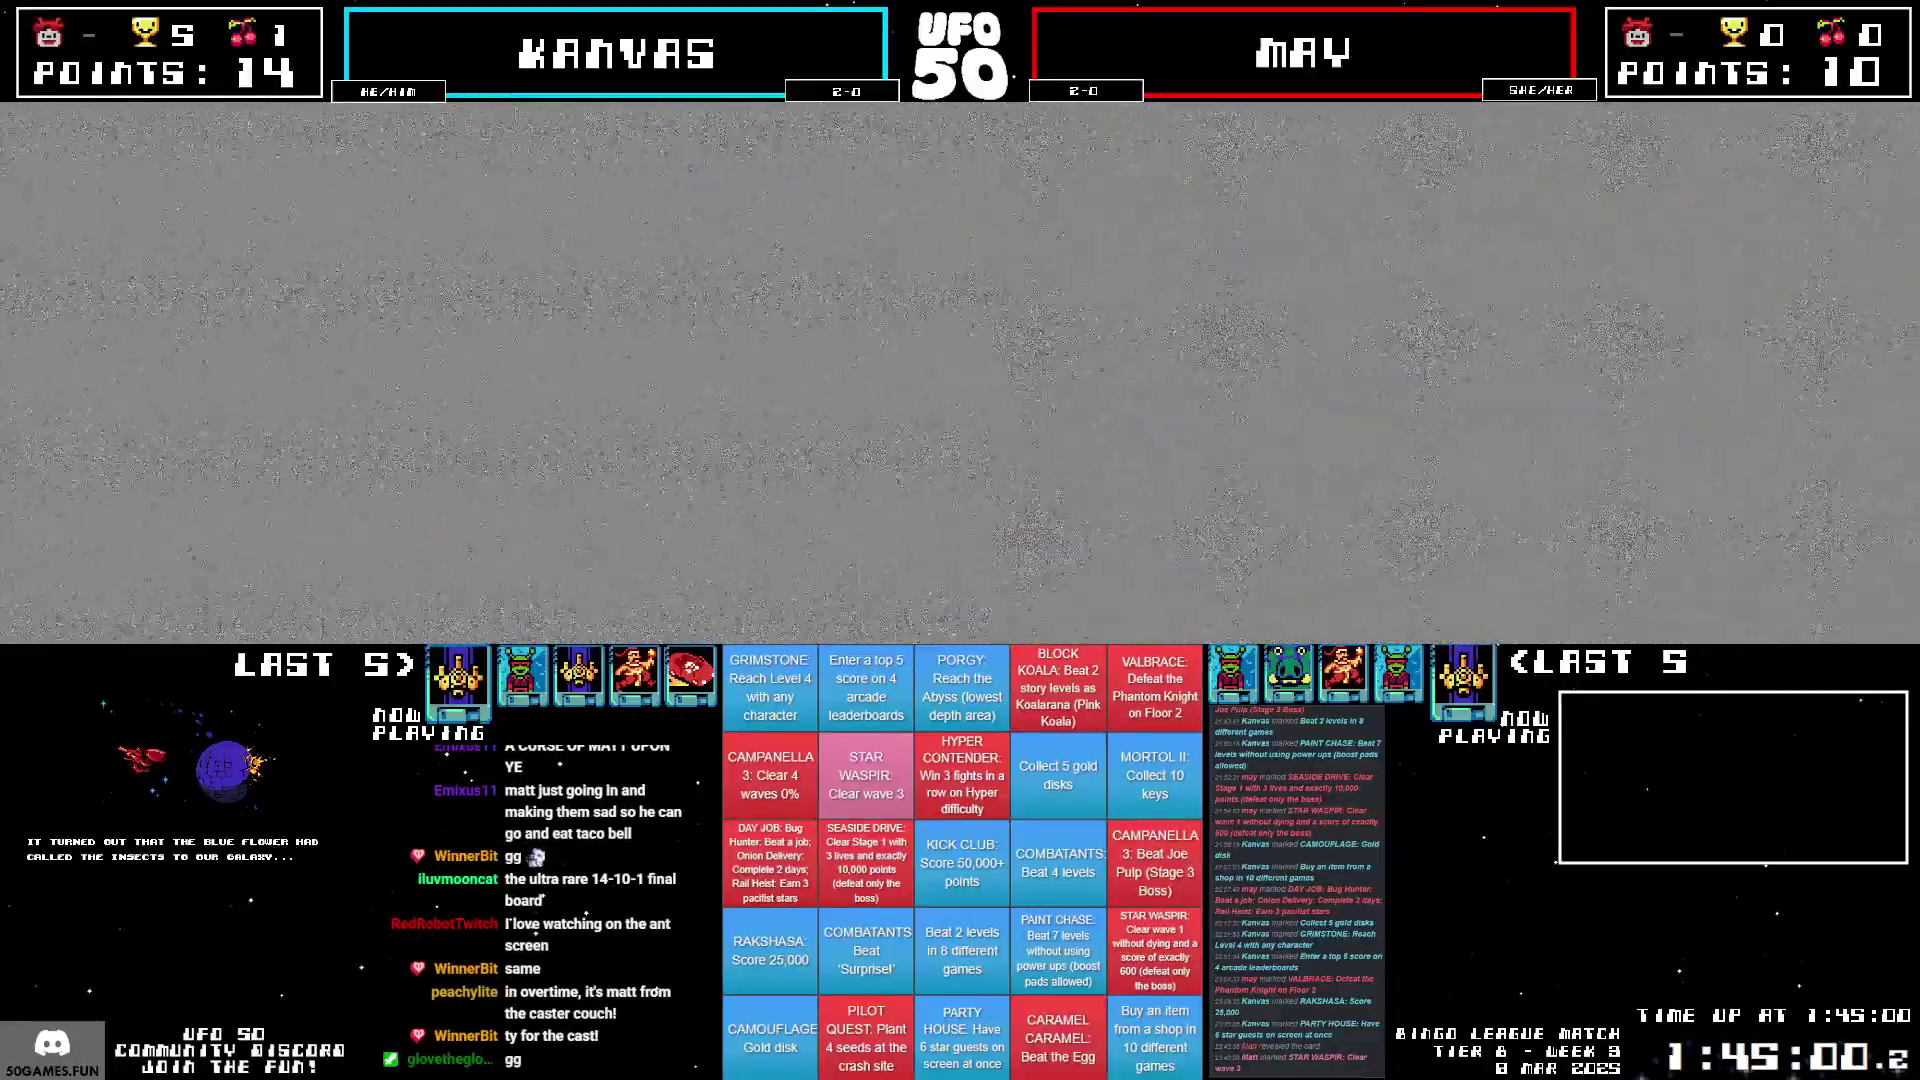 - 5 1
POINTS: 14
KANVAS
HE/HIM
2-0
UFO
50
MAY
2-0
SHE/HER
- 0 0
POINTS: 10
LAST 5>
NOW
PLAYING
<LAST 5
NOW
PLAYING
IT TURNED OUT THAT THE BLUE FLOWER HAD
CALLED THE INSECTS TO OUR GALAXY...
A CURSE OF MATT UPON
YE
Emixus11 matt just going in and
making them sad so he can
go and eat taco bell
WinnerBit gg
iluvmooncat the ultra rare 14-10-1 final
board
RedRobotTwitch I love watching on the ant
screen
WinnerBit same
peachylite in overtime, it's matt from
the caster couch!
WinnerBit ty for the cast!
glovetheglo... gg
GRIMSTONE:
Reach Level 4
with any
character
Enter a top 5
score on 4
arcade
leaderboards
PORGY:
Reach the
Abyss (lowest
depth area)
BLOCK
KOALA: Beat 2
story levels as
Koalarana (Pink
Koala)
VALBRACE:
Defeat the
Phantom Knight
on Floor 2
CAMPANELLA
3: Clear 4
waves 0%
STAR
WASPIR:
Clear wave 3
HYPER
CONTENDER:
Win 3 fights in a
row on Hyper
difficulty
Collect 5 gold
disks
MORTOL II:
Collect 10
keys
DAY JOB: Bug
Hunter: Beat a job;
Onion Delivery:
Complete 2 days;
Rail Heist: Earn 3
pacifist stars
SEASIDE DRIVE:
Clear Stage 1 with
3 lives and exactly
10,000 points
(defeat only the
boss)
KICK CLUB:
Score 50,000+
points
COMBATANTS:
Beat 4 levels
CAMPANELLA
3: Beat Joe
Pulp (Stage 3
Boss)
RAKSHASA:
Score 25,000
COMBATANTS
Beat
'Surprise!'
Beat 2 levels
in 8 different
games
PAINT CHASE:
Beat 7 levels
without using
power ups (boost
pads allowed)
STAR WASPIR:
Clear wave 1
without dying and a
score of exactly
600 (defeat only
the boss)
CAMOUFLAGE
Gold disk
PILOT
QUEST: Plant
4 seeds at the
crash site
PARTY
HOUSE: Have
6 star guests on
screen at once
CARAMEL
CARAMEL:
Beat the Egg
Buy an item
from a shop in
10 different
games
Joe Pulp (Stage 3 Boss)
Kanvas marked Beat 2 levels in 8
different games
Kanvas marked PAINT CHASE: Beat 7
levels without using power ups (boost pads
allowed)
may marked SEASIDE DRIVE: Clear
Stage 1 with 3 lives and exactly 10,000
points (defeat only the boss)
may marked STAR WASPIR: Clear
wave 1 without dying and a score of exactly
600 (defeat only the boss)
Kanvas marked CAMOUFLAGE: Gold
disk
Kanvas marked Buy an item from a
shop in 10 different games
may marked DAY JOB: Bug Hunter:
Beat a job; Onion Delivery: Complete 2 days;
Rail Heist: Earn 3 pacifist stars
Kanvas marked Collect 5 gold disks
Kanvas marked GRIMSTONE: Reach
Level 4 with any character
Kanvas marked Enter a top 5 score on
4 arcade leaderboards
may marked VALBRACE: Defeat the
Phantom Knight on Floor 2
Kanvas marked RAKSHASA: Score
25,000
Kanvas marked PARTY HOUSE: Have
6 star guests on screen at once
Matt revealed the card
Matt marked STAR WASPIR: Clear
wave 3
50GAMES.FUN
UFO 50
COMMUNITY DISCORD
JOIN THE FUN!
TIME UP AT 1:45:00
BINGO LEAGUE MATCH
TIER B - WEEK 3
8 MAR 2025
1:45:00.2